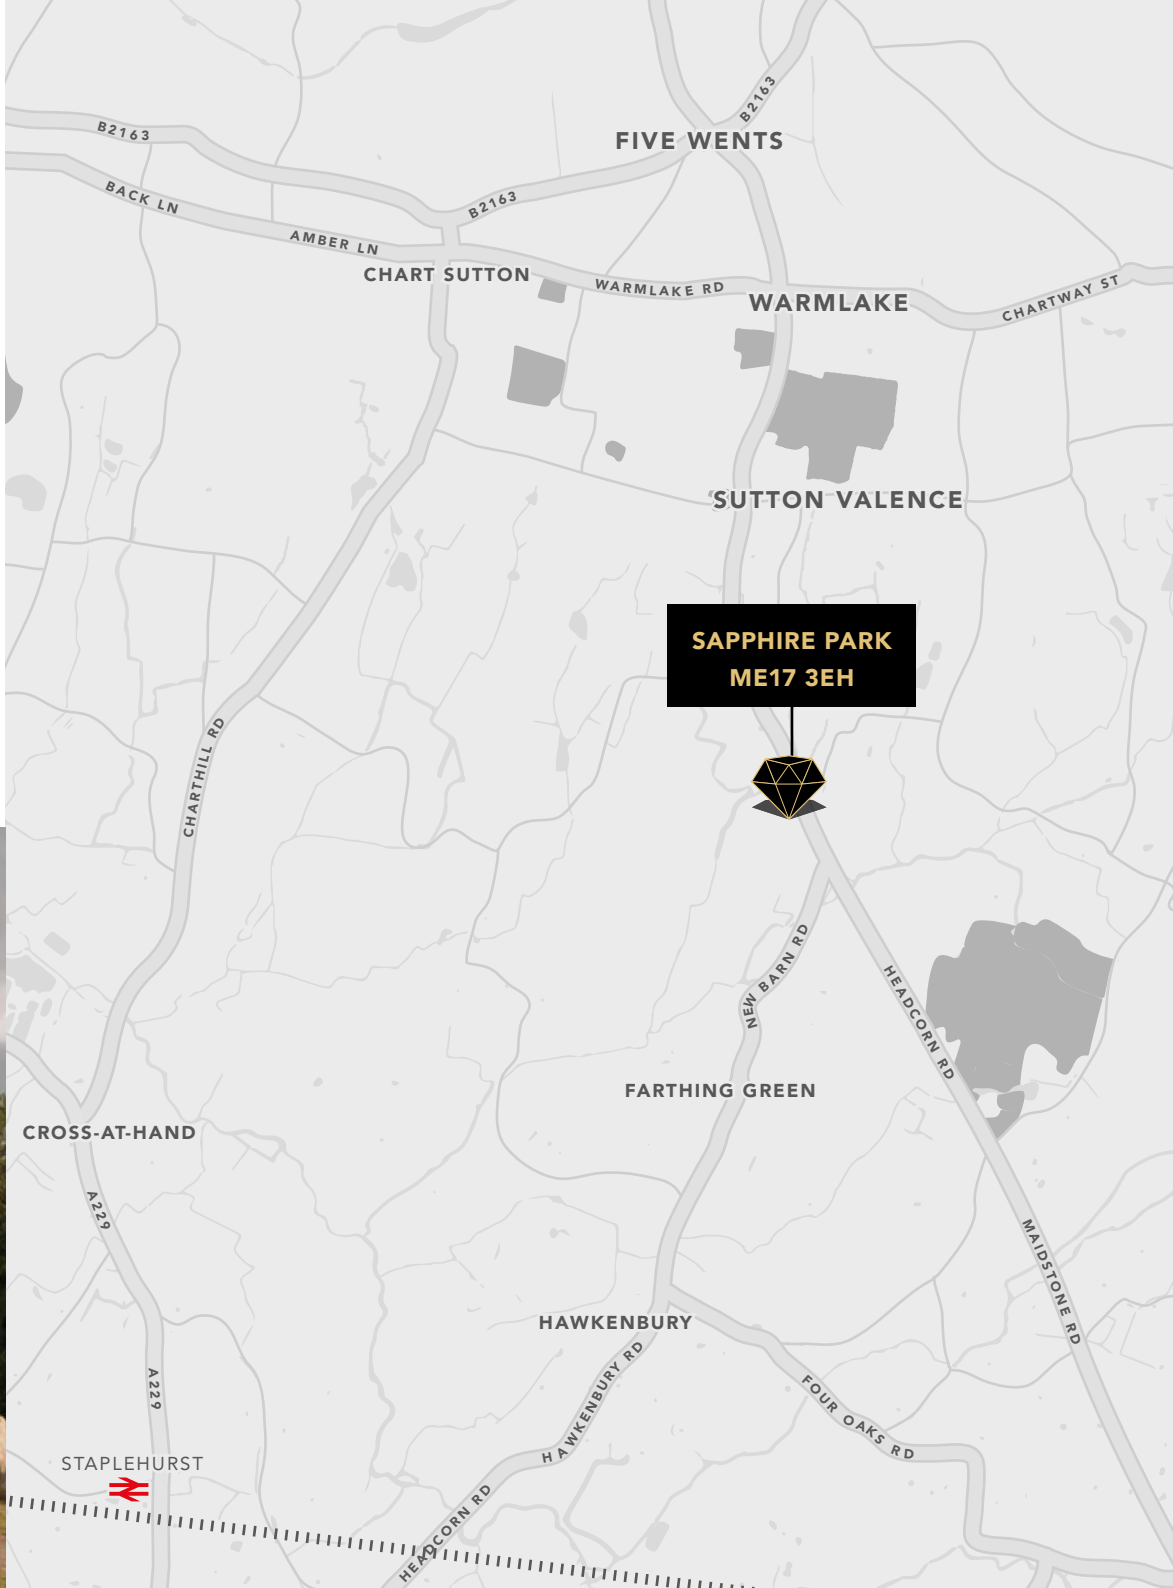 B2163
FIVE WENTS
B2163
BACK LN
B2163
AMBER LN
CHART SUTTON
WARMLAKE RD
WARMLAKE
CHARTWAY ST
SUTTON VALENCE
SAPPHIRE PARK
ME17 3EH
CHARTHILL RD
NEW BARN RD
HEADCORN RD
FARTHING GREEN
CROSS-AT-HAND
A229
MAIDSTONE RD
HAWKENBURY
A229
HAWKENBURY RD
FOUR OAKS RD
STAPLEHURST
HEADCORN RD